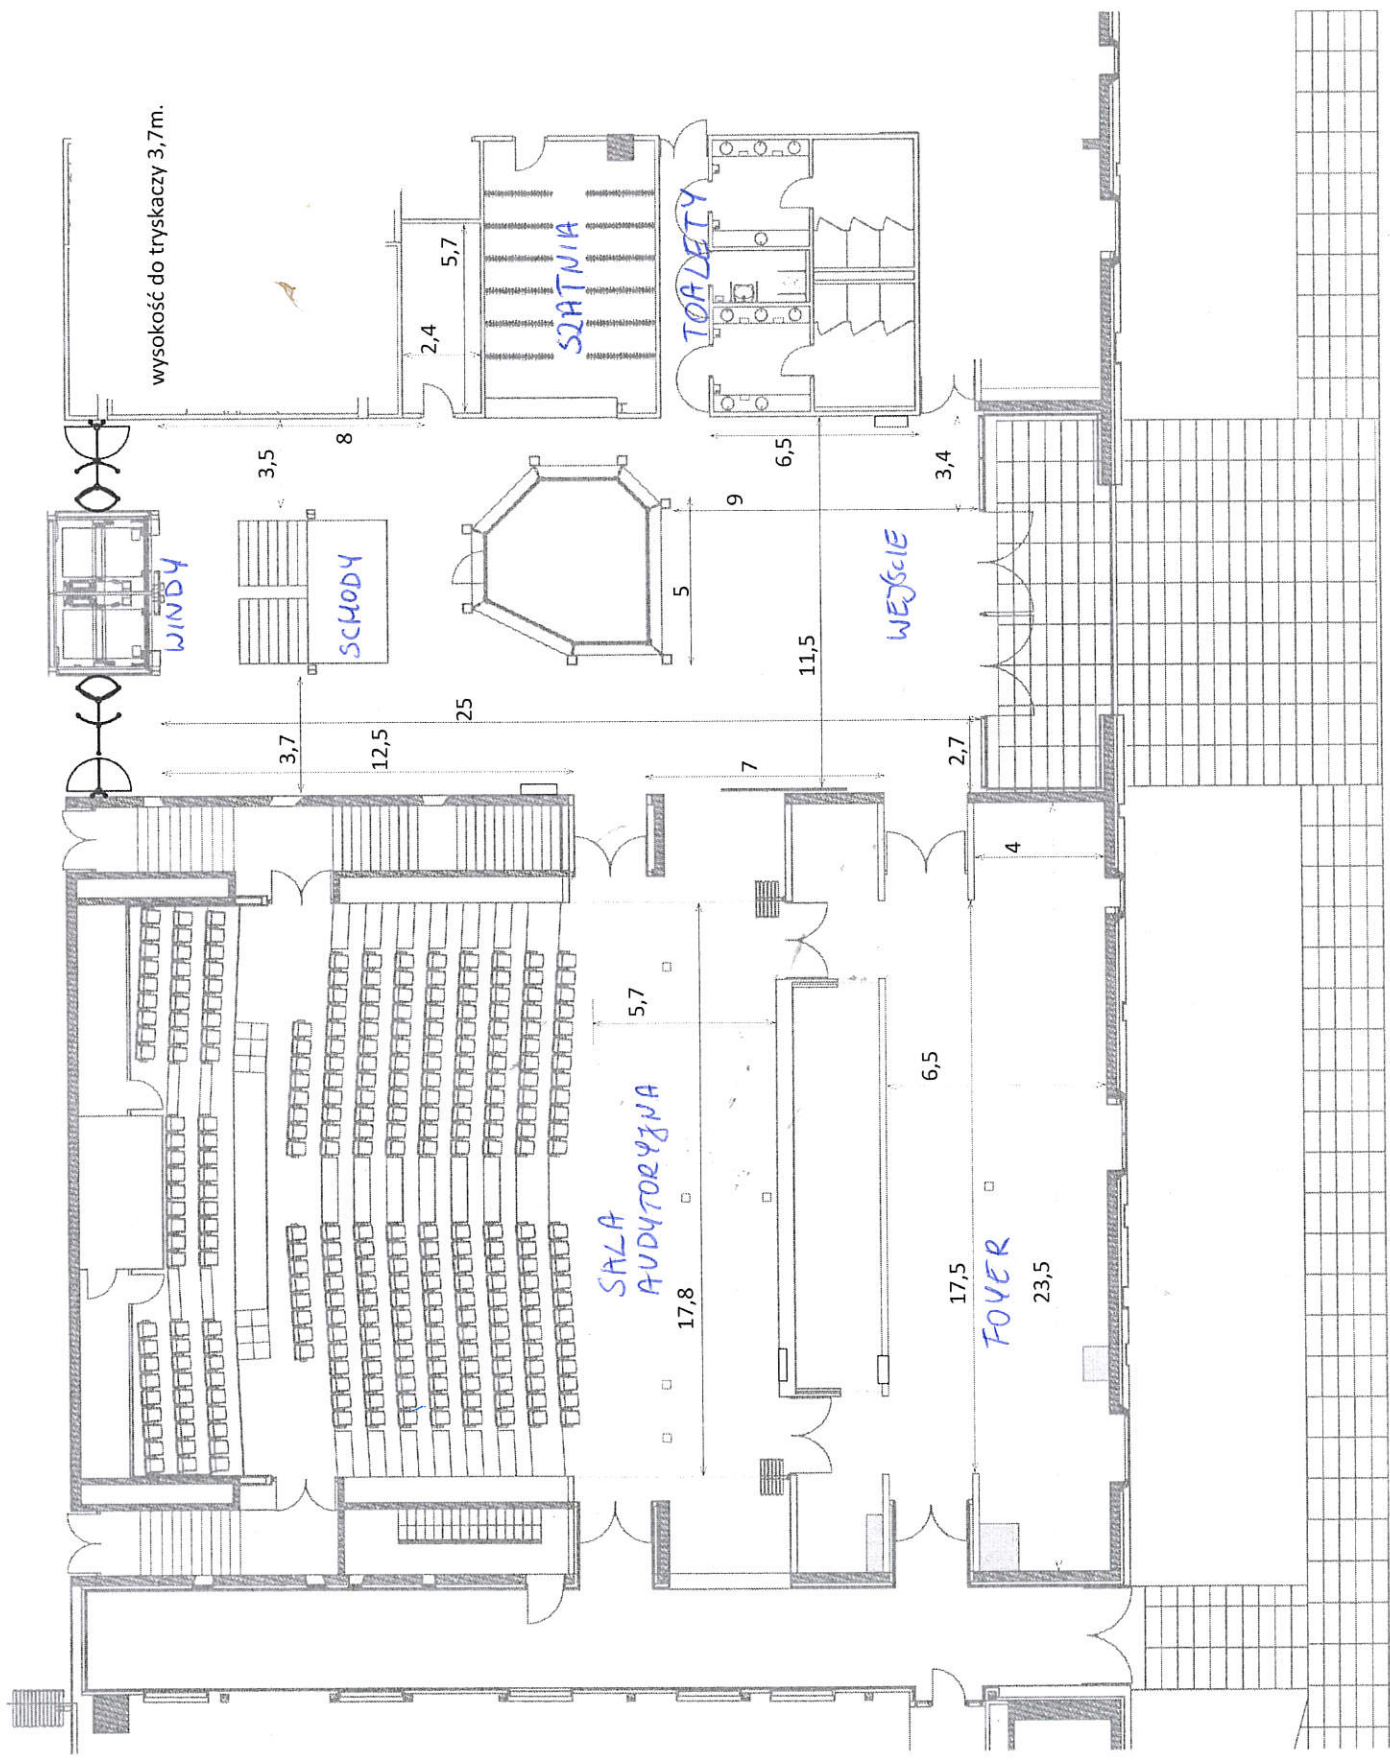 wysokość do tryskaczy 3,7m.
WINDY
3,5
8
2,4
5,7
SZATNIA
TOALETY
SCHODY
3,7
12,5
25
5
9
6,5
3,4
11,5
WEJŚCIE
7
2,7
4
5,7
SALA
AUDYTORYJNA
17,8
6,5
17,5
FOYER
23,5